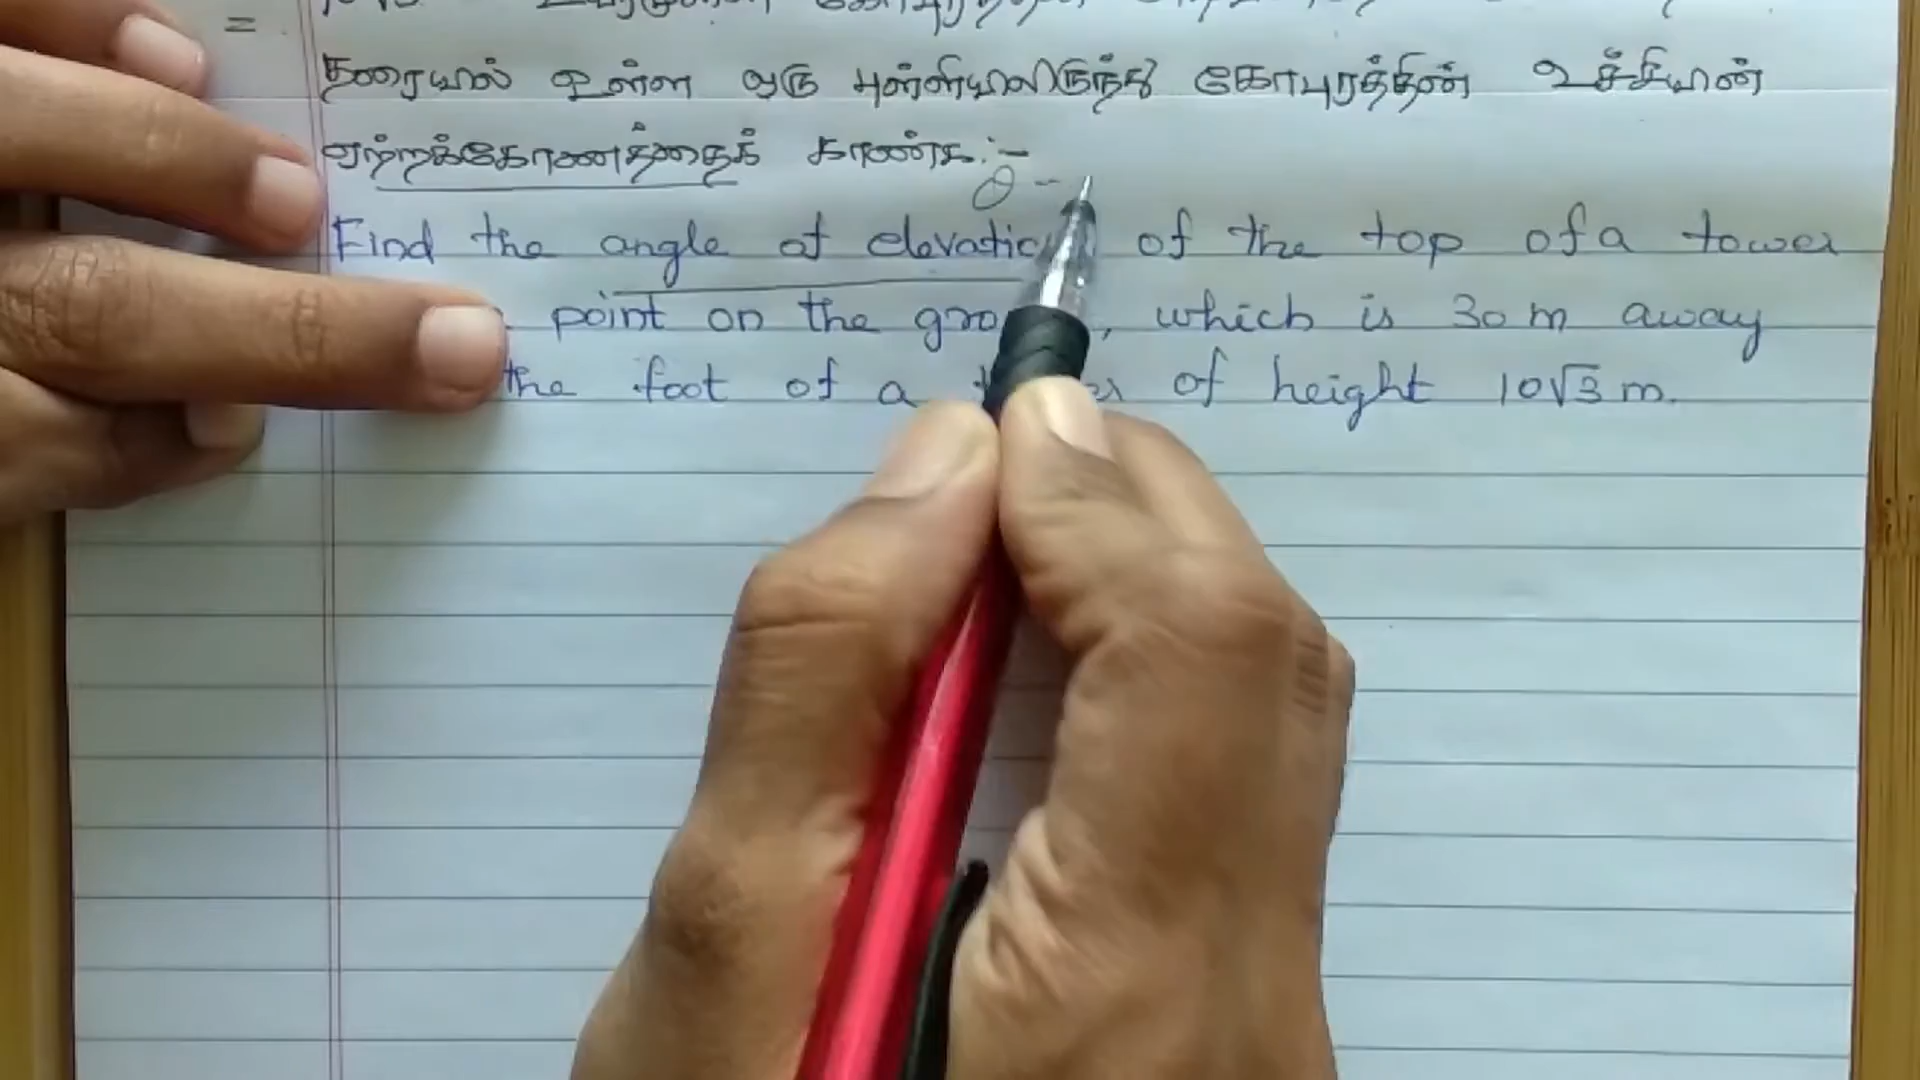 =
தரையில் உள்ள ஒரு புள்ளியிலிருந்து கோபுரத்தின் உச்சியின்
ஏற்றக்கோணத்தைக் காண்க:-
θ -
Find the angle of elevation of the top of a tower
point on the , which is 30 m away
the foot of a of height 10√3 m.